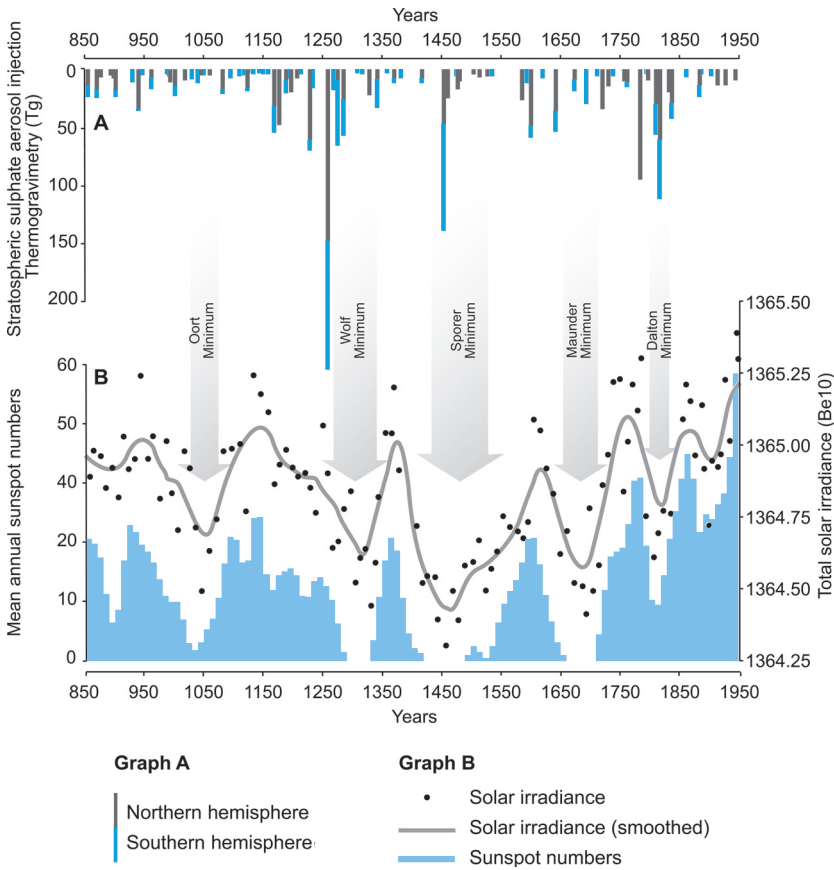 Years
850 950 1050 1150 1250 1350 1450 1550 1650 1750 1850 1950
Stratospheric sulphate aerosol injection
Thermogravimetry (Tg)
0
50
100
150
200
A
Oort
Minimum
Wolf
Minimum
Sporer
Minimum
Maunder
Minimum
Dalton
Minimum
B
Mean annual sunspot numbers
60
50
40
20
10
0
1365.50
1365.25
1365.00
1364.75
1364.50
1364.25
Total solar irradiance (Be10)
850 950 1050 1150 1250 1350 1450 1550 1650 1750 1850 1950
Years
Graph A
Northern hemisphere
Southern hemisphere
Graph B
Solar irradiance
Solar irradiance (smoothed)
Sunspot numbers